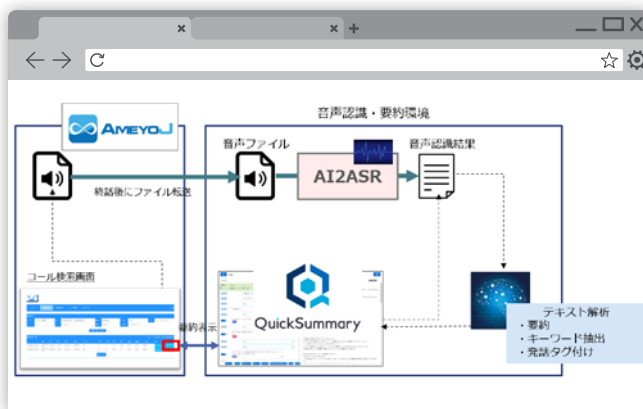 AMEYOJ
音声認識・要約環境
音声ファイル
音声認識結果
AI2ASR
終話後にファイル転送
コール検索画面
QuickSummary
要約表示
テキスト解析
・要約
・キーワード抽出
・発話タグ付け